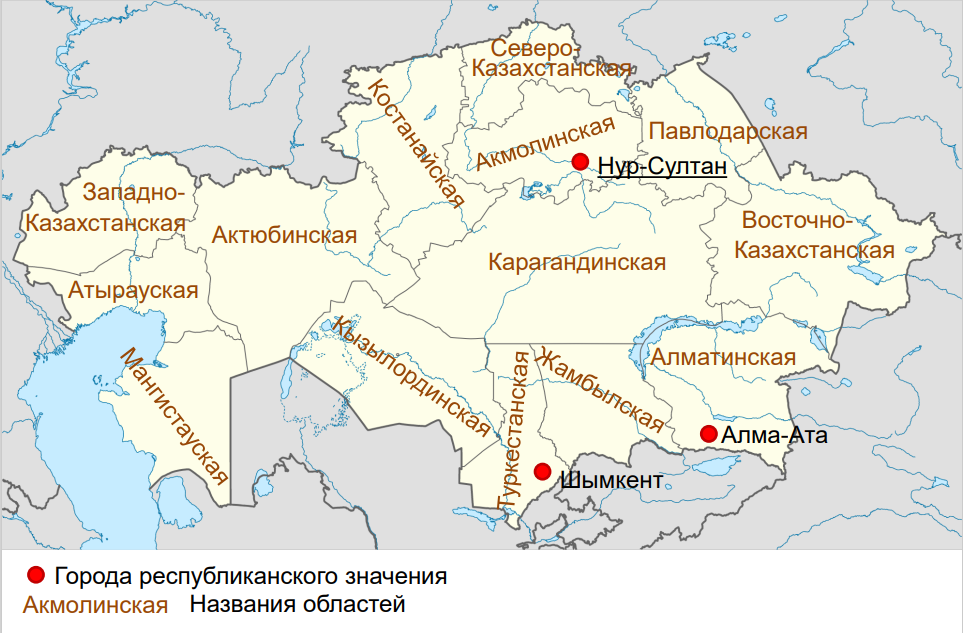 Северо-
Казахстанская
Костанайская
Акмолинская
Павлодарская
Нур-Султан
Западно-
Казахстанская
Актюбинская
Восточно-
Казахстанская
Карагандинская
Атырауская
Мангистауская
Кызылординская
Туркестанская
Жамбылская
Алматинская
Алма-Ата
Шымкент
Города республиканского значения
Акмолинская Названия областей